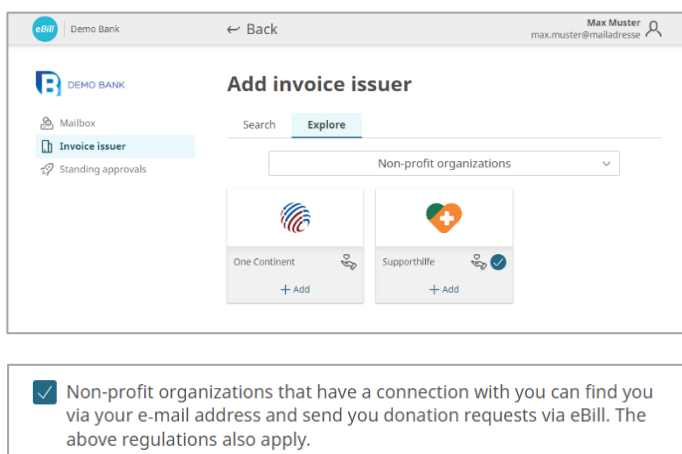 eBill Demo Bank
← Back
Max Muster
max.muster@mailadresse
DEMO BANK
Add invoice issuer
Mailbox
Invoice issuer
Standing approvals
Search Explore
Non-profit organizations
One Continent
+ Add
Supporthilfe
+ Add
Non-profit organizations that have a connection with you can find you
via your e-mail address and send you donation requests via eBill. The
above regulations also apply.